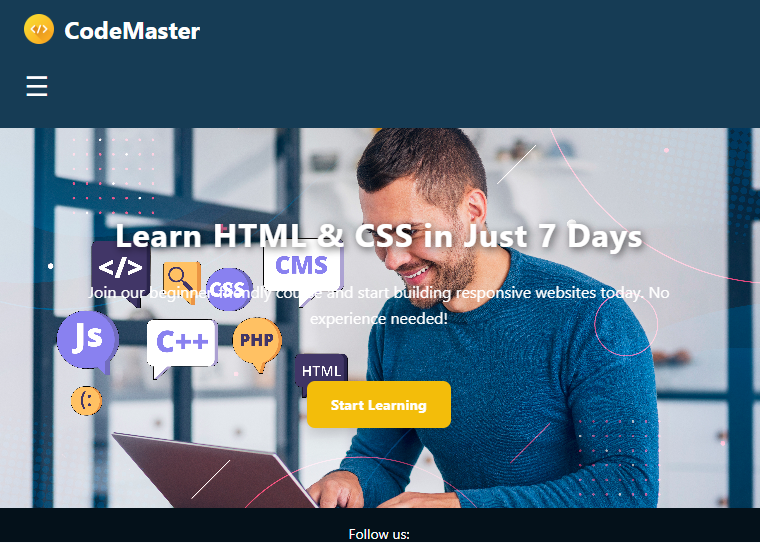 </> CodeMaster
☰
Learn HTML & CSS in Just 7 Days
</>
CMS
CSS
Join our beginner-friendly course and start building responsive websites today. No
experience needed!
Js
C++
PHP
HTML
(:
Start Learning
Follow us: